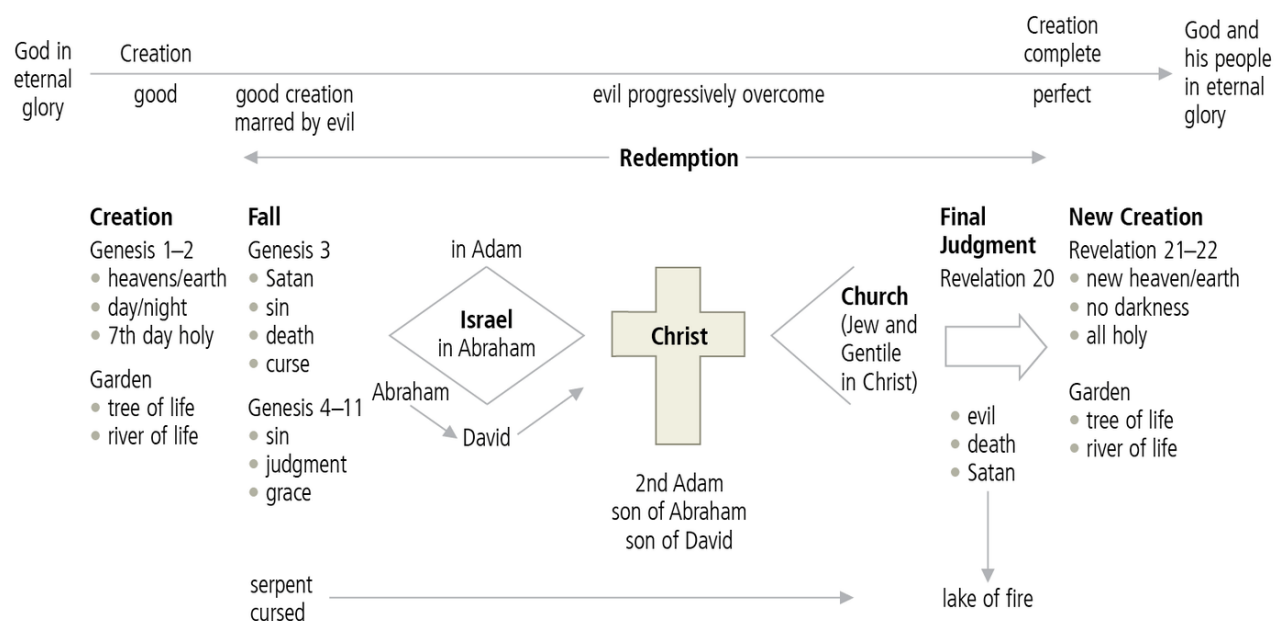 God in
eternal
glory
Creation
good
good creation
marred by evil
evil progressively overcome
Creation
complete
perfect
God and
his people
in eternal
glory
Redemption
Creation
Genesis 1–2
• heavens/earth
• day/night
• 7th day holy
Garden
• tree of life
• river of life
Fall
Genesis 3
• Satan
• sin
• death
• curse
Genesis 4–11
• sin
• judgment
• grace
in Adam
Israel
in Abraham
Abraham
David
Christ
2nd Adam
son of Abraham
son of David
Church
(Jew and
Gentile
in Christ)
Final
Judgment
Revelation 20
• evil
• death
• Satan
lake of fire
New Creation
Revelation 21–22
• new heaven/earth
• no darkness
• all holy
Garden
• tree of life
• river of life
serpent
cursed